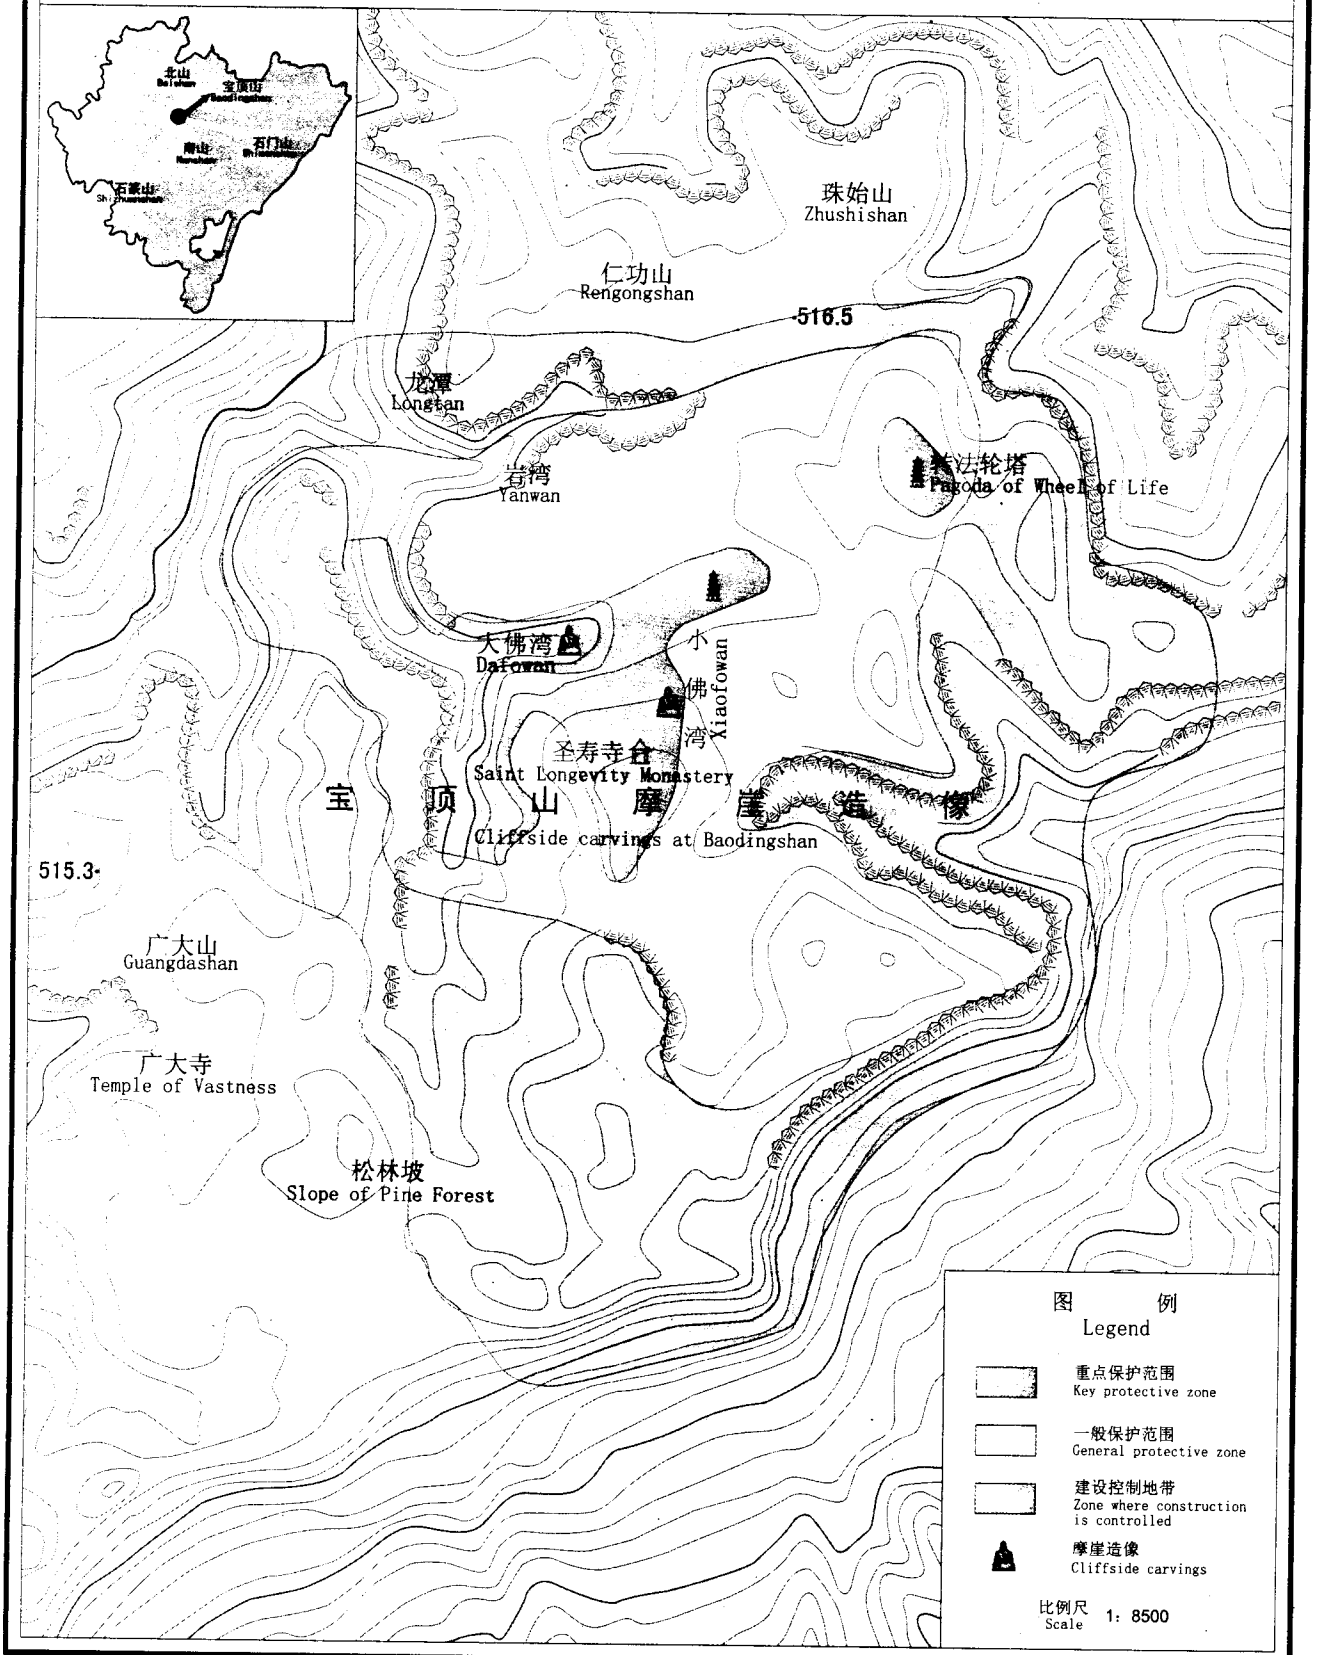 北山
Beishan
宝顶山
Baodingshan
南山
Nanshan
石门山
石篆山
Shizhuanshan
珠始山
Zhushishan
仁功山
Rengongshan
·516.5
龙潭
Longtan
岩湾
Yanwan
转法轮塔
Pagoda of Wheel of Life
大佛湾
Dafowan
小佛湾
Xiaofowan
圣寿寺
Saint Longevity Monastery
宝顶山摩崖造像
Cliffside carvings at Baodingshan
515.3·
广大山
Guangdashan
广大寺
Temple of Vastness
松林坡
Slope of Pine Forest
图 例
Legend
重点保护范围
Key protective zone
一般保护范围
General protective zone
建设控制地带
Zone where construction
is controlled
摩崖造像
Cliffside carvings
比例尺 1: 8500
Scale